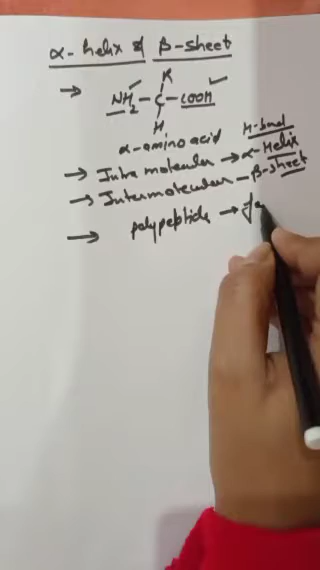 α-helix & β-sheet
→ R
NH2-C-COOH
H
α-amino acid
H-bond
→ Intra molecular → α-Helix
→ Intermolecular - β-sheet
→ polypeptide →